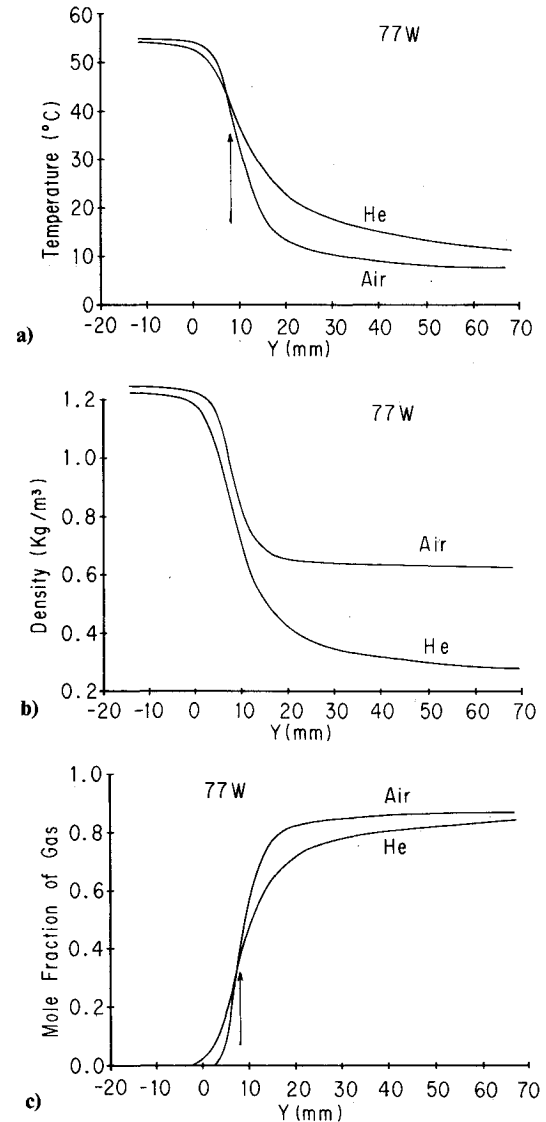 60
50
40
30
20
10
0
Temperature (°C)
77W
He
Air
-20 -10 0 10 20 30 40 50 60 70
Y (mm)
a)
1.2
1.0
0.8
0.6
0.4
0.2
Density (Kg/m³)
77W
Air
He
-20 -10 0 10 20 30 40 50 60 70
Y (mm)
b)
1.0
0.8
0.6
0.4
0.2
0.0
Mole Fraction of Gas
77W
Air
He
-20 -10 0 10 20 30 40 50 60 70
Y (mm)
c)